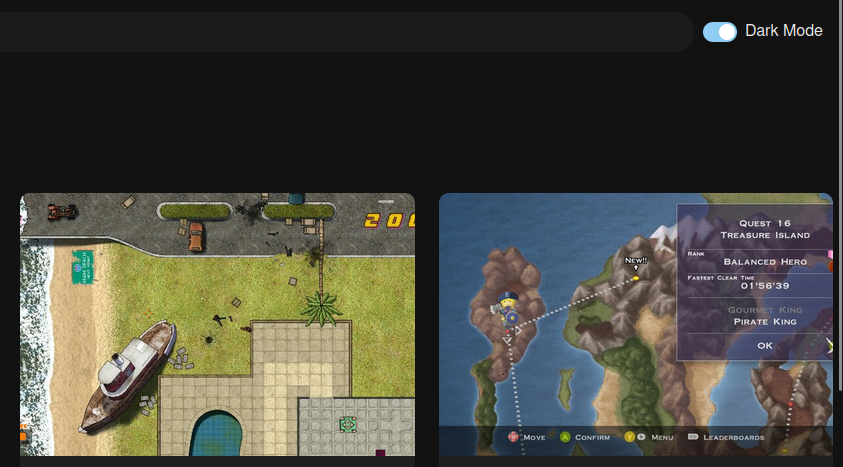 Dark Mode
200
Quest 16
Treasure Island
Rank
Balanced Hero
Fastest Clear Time
01'56'39
Gourmet King
Pirate King
OK
New!!
X Move A Confirm Y Menu Leaderboards